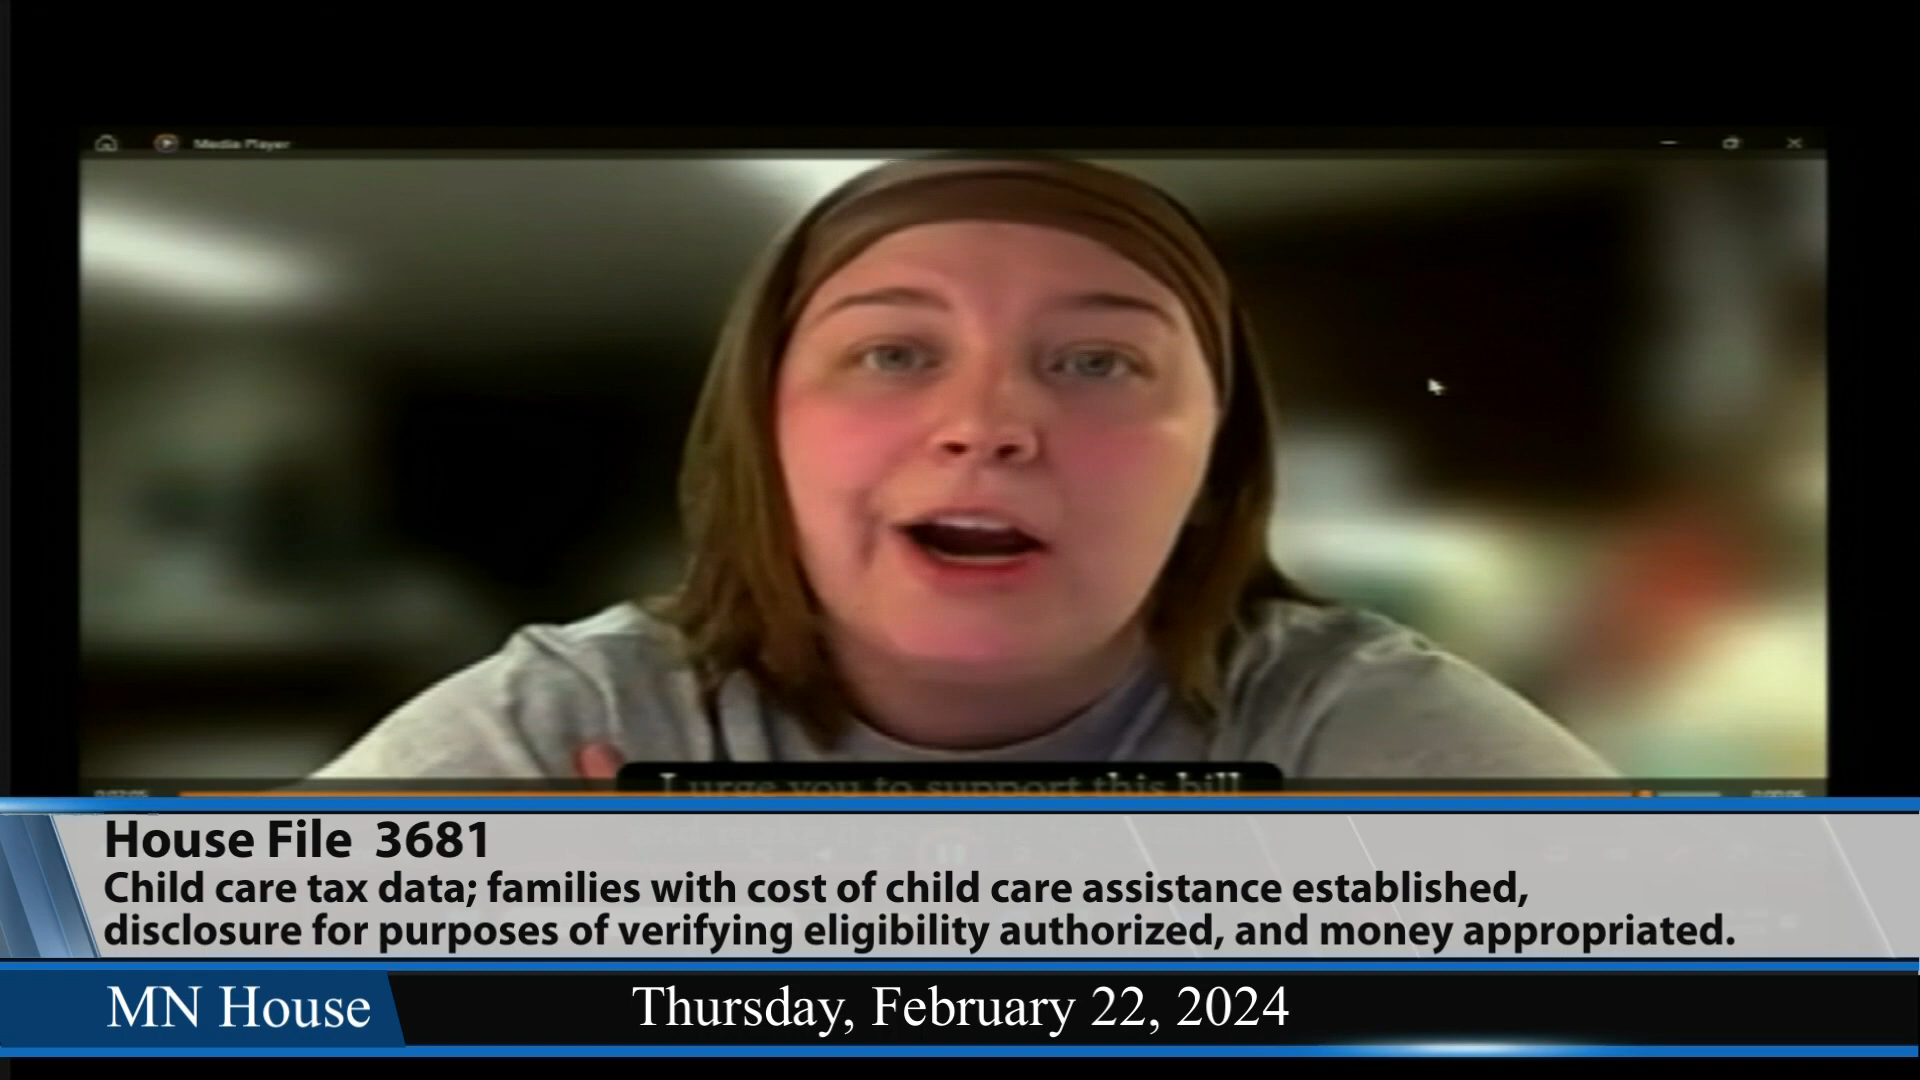 Media Player
I urge you to support this bill
House File 3681
Child care tax data; families with cost of child care assistance established,
disclosure for purposes of verifying eligibility authorized, and money appropriated.
MN House
Thursday, February 22, 2024